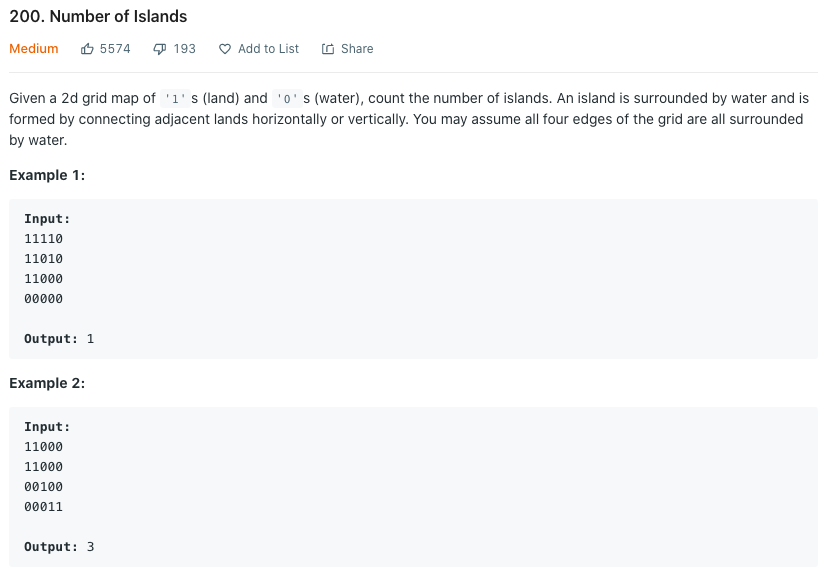 200. Number of Islands
Medium 5574 193 Add to List Share
Given a 2d grid map of '1's (land) and '0's (water), count the number of islands. An island is surrounded by water and is
formed by connecting adjacent lands horizontally or vertically. You may assume all four edges of the grid are all surrounded
by water.
Example 1:
Input:
11110
11010
11000
00000
Output: 1
Example 2:
Input:
11000
11000
00100
00011
Output: 3